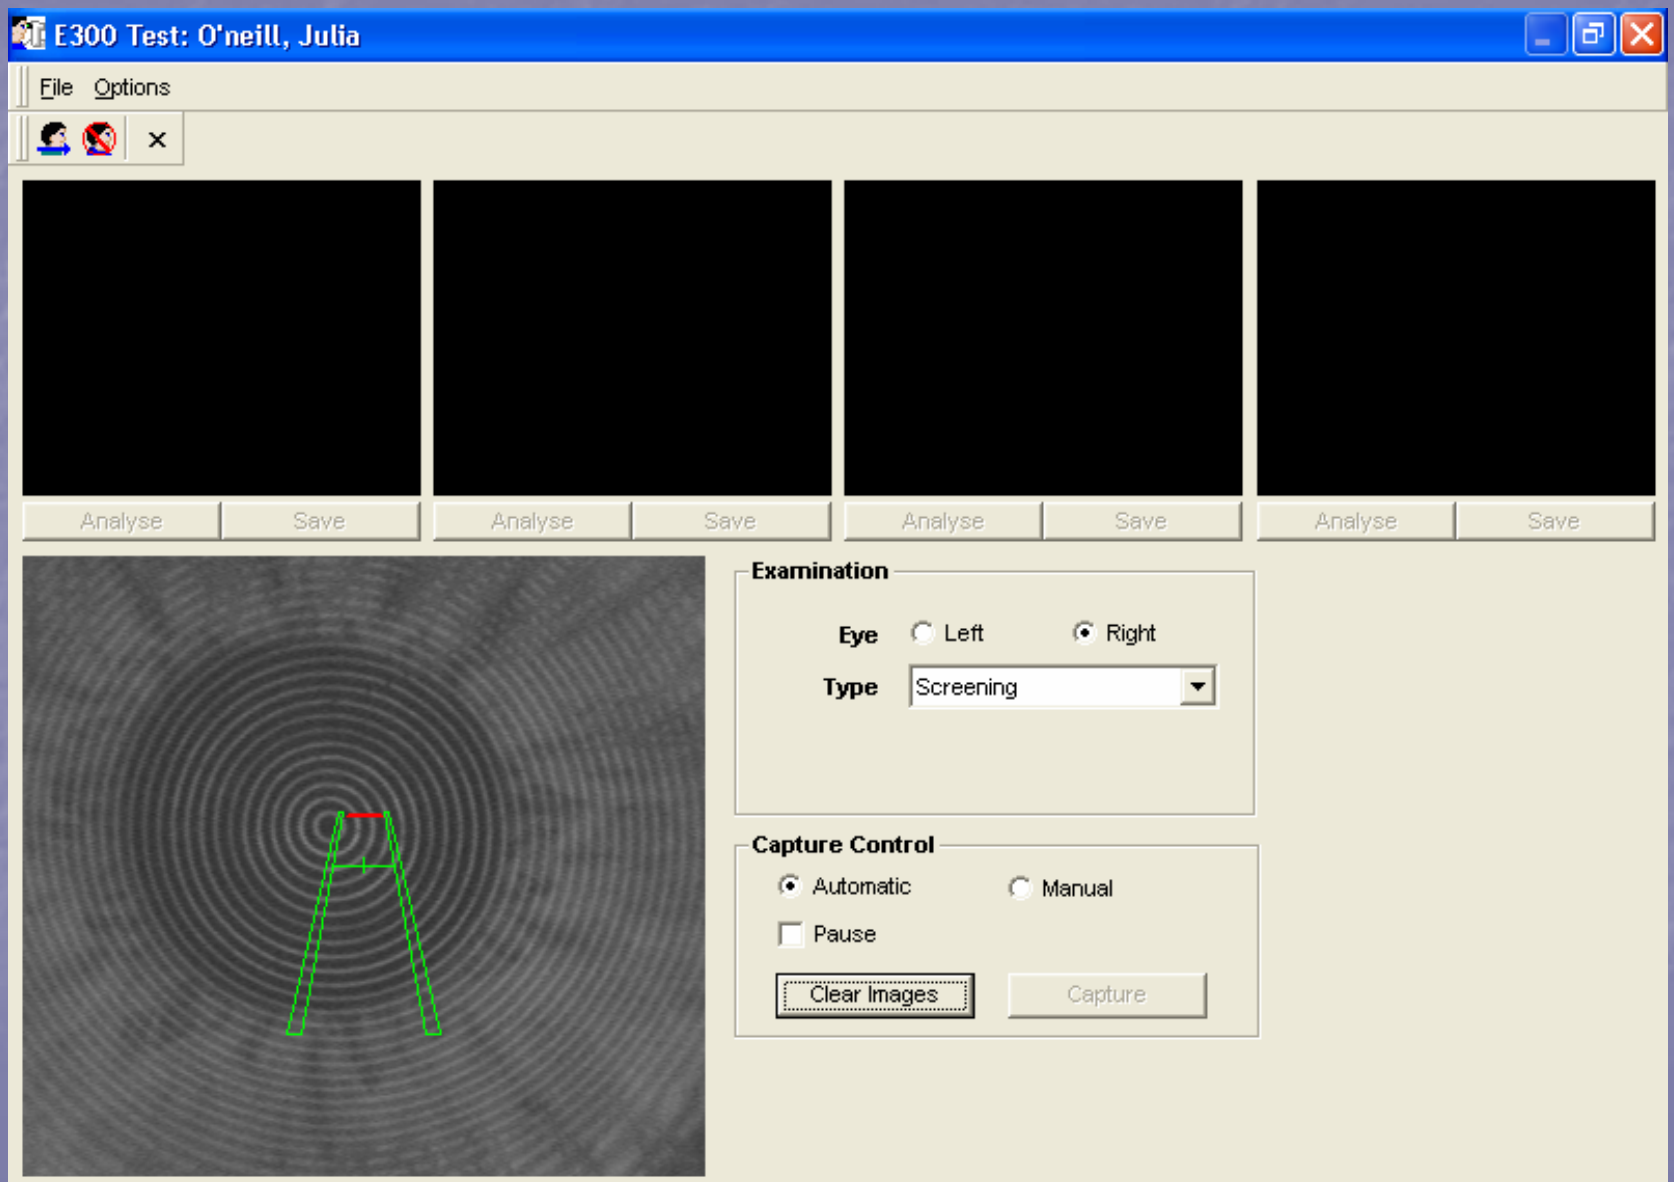 E300 Test: O'neill, Julia
File Options
Analyse Save Analyse Save Analyse Save Analyse Save
Examination
Eye Left Right
Type Screening
Capture Control
Automatic Manual
Pause
Clear Images Capture